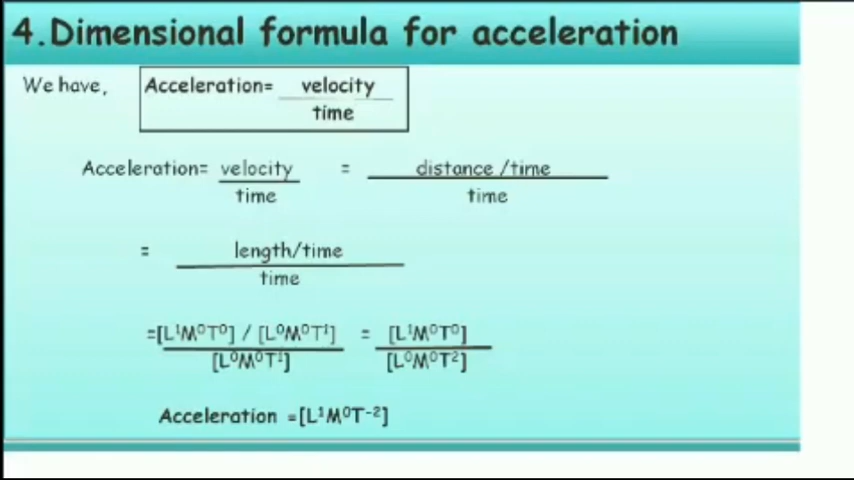 4.Dimensional formula for acceleration
We have, Acceleration= velocity
time
Acceleration= velocity = distance /time
time time
= length/time
time
=[L¹M⁰T⁰] / [L⁰M⁰T¹] = [L¹M⁰T⁰]
[L⁰M⁰T¹] [L⁰M⁰T²]
Acceleration =[L¹M⁰T⁻²]